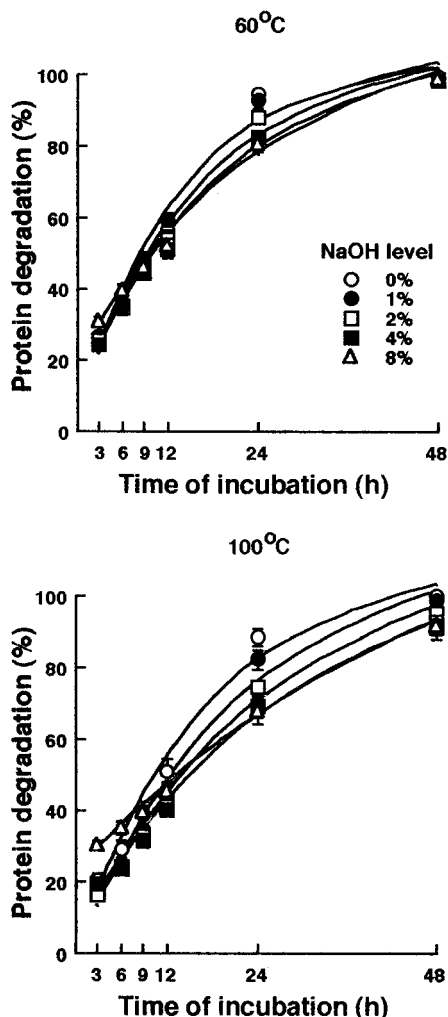 60°C
100
80
60
40
20
0
Protein degradation (%)
NaOH level
0%
1%
2%
4%
8%
3 6 9 12 24 48
Time of incubation (h)
100°C
100
80
60
40
20
0
Protein degradation (%)
3 6 9 12 24 48
Time of incubation (h)